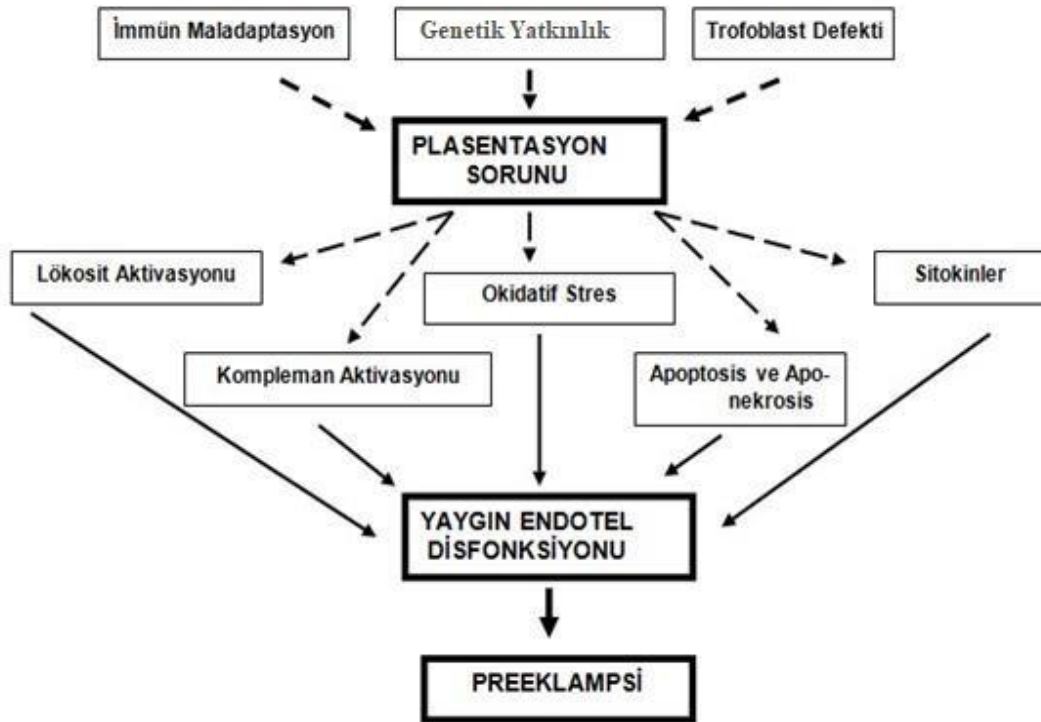 İmmün Maladaptasyon
Genetik Yatkınlık
Trofoblast Defekti
PLASENTASYON
SORUNU
Lökosit Aktivasyonu
Okidatif Stres
Sitokinler
Kompleman Aktivasyonu
Apoptosis ve Apo-
nekrosis
YAYGIN ENDOTEL
DİSFONKSİYONU
PREEKLAMPSİ